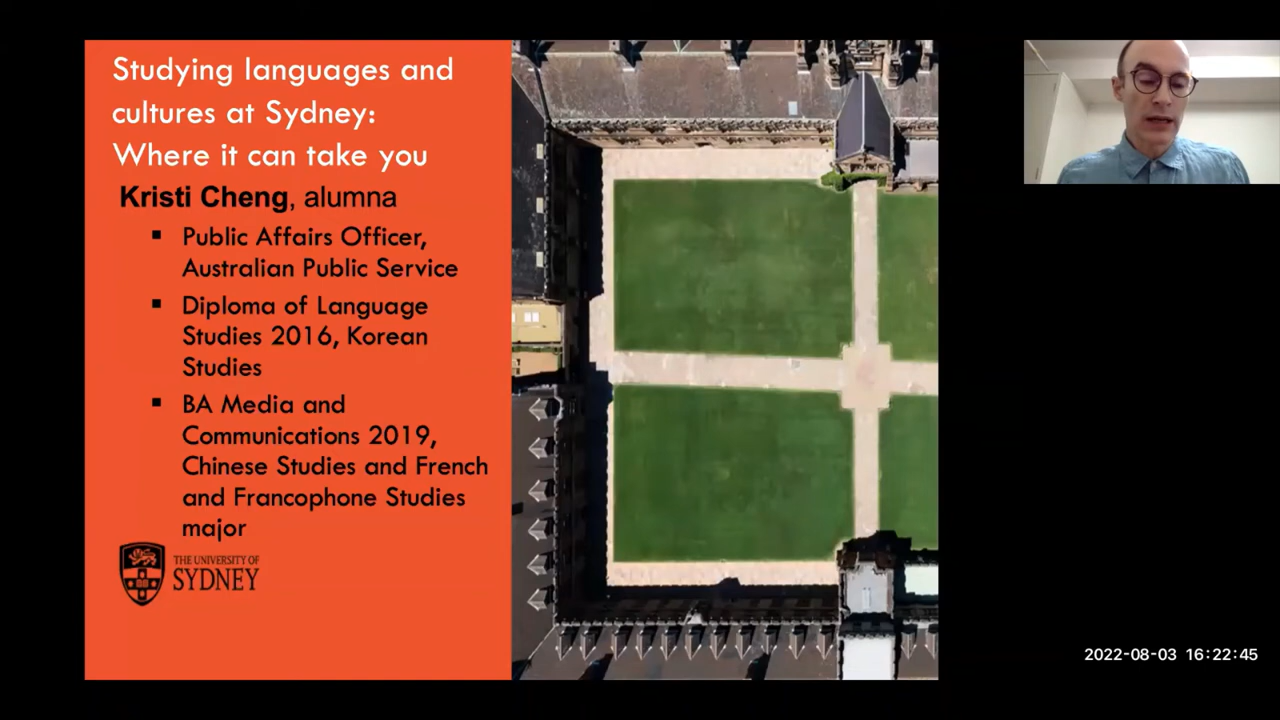 Studying languages and
cultures at Sydney:
Where it can take you
Kristi Cheng, alumna
▪ Public Affairs Officer,
Australian Public Service
▪ Diploma of Language
Studies 2016, Korean
Studies
▪ BA Media and
Communications 2019,
Chinese Studies and French
and Francophone Studies
major
THE UNIVERSITY OF
SYDNEY
2022-08-03 16:22:45